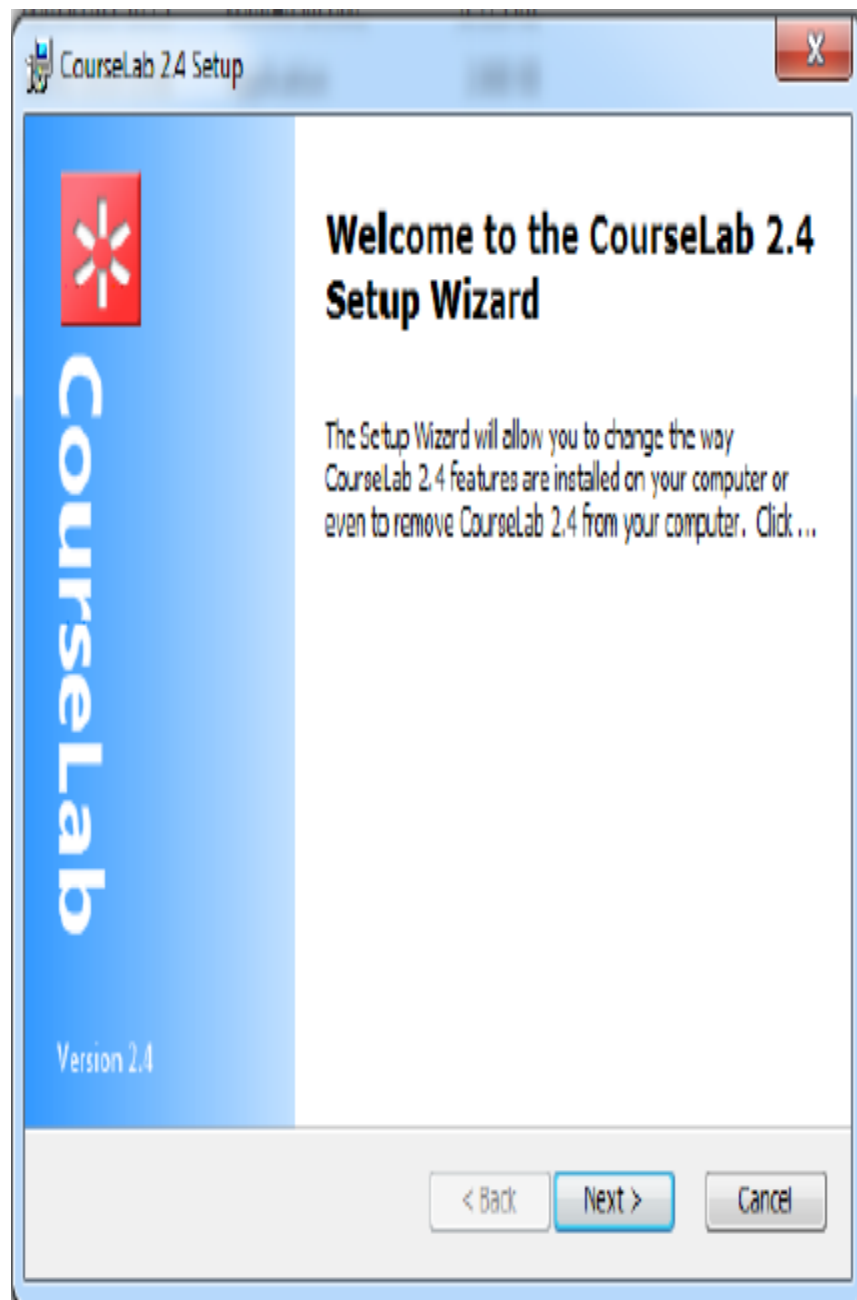 CourseLab 2.4 Setup
X
CourseLab
Version 2.4
Welcome to the CourseLab 2.4
Setup Wizard
The Setup Wizard will allow you to change the way
CourseLab 2.4 features are installed on your computer or
even to remove CourseLab 2.4 from your computer. Click ...
< Back
Next >
Cancel